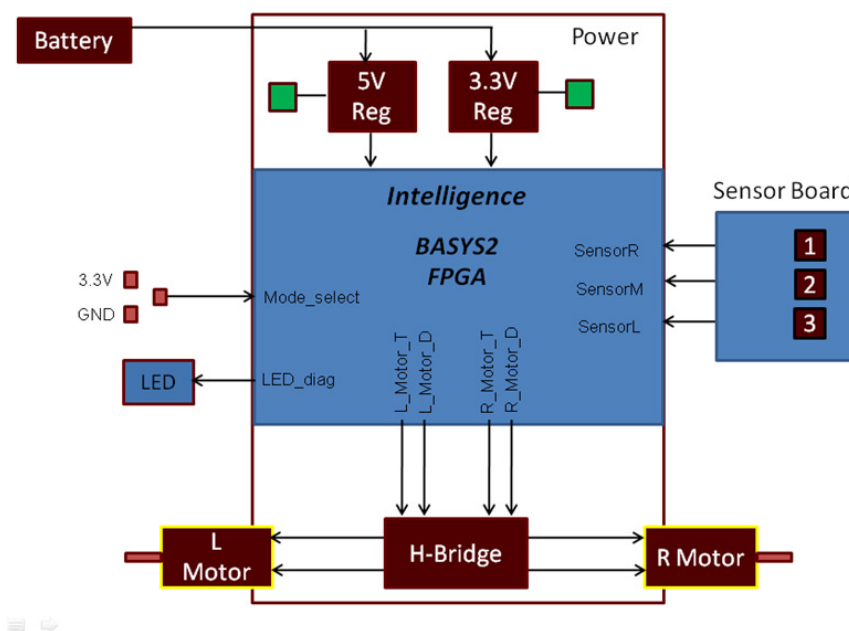 Battery
Power
5V
Reg
3.3V
Reg
Intelligence
BASYS2
FPGA
Sensor Board
SensorR
SensorM
SensorL
1
2
3
3.3V
GND
Mode_select
LED
LED_diag
L_Motor_T
L_Motor_D
R_Motor_T
R_Motor_D
L
Motor
H-Bridge
R Motor